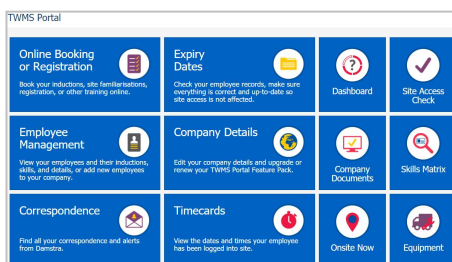 TWMS Portal
Online Booking
or Registration
Book your inductions, site familiarisations,
registration, or other training online.
Expiry
Dates
Check your employee records, make sure
everything is correct and up-to-date so
site access is not affected.
Dashboard
Site Access
Check
Employee
Management
View your employees and their inductions,
skills, and details, or add new employees
to your company.
Company Details
Edit your company details and upgrade or
renew your TWMS Portal Feature Pack.
Company
Documents
Skills Matrix
Correspondence
Find all your correspondence and alerts
from Damstra.
Timecards
View the dates and times your employee
has been logged into site.
Onsite Now
Equipment